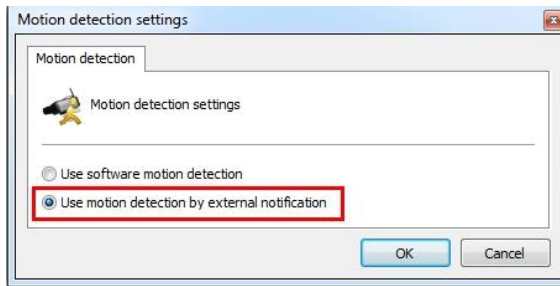 Motion detection settings
Motion detection
Motion detection settings
Use software motion detection
Use motion detection by external notification
OK
Cancel